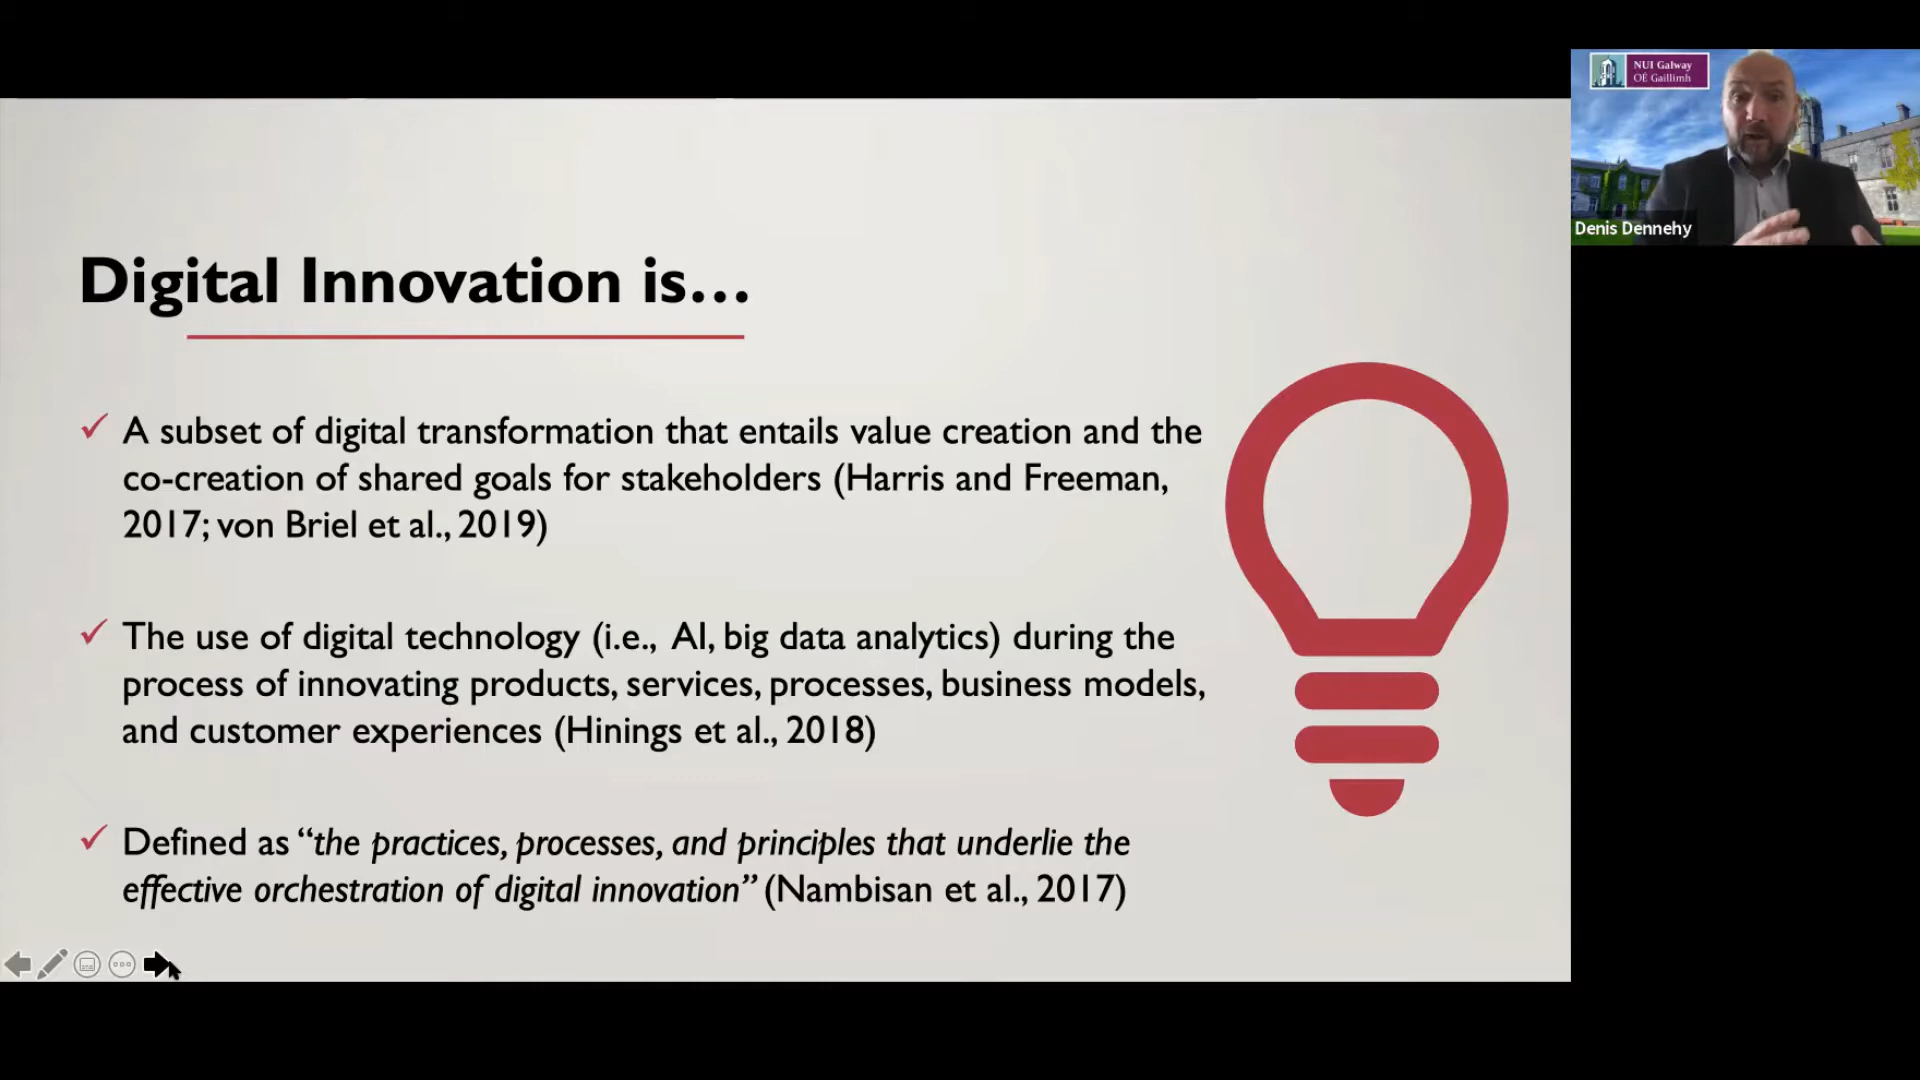 NUI Galway
OÉ Gaillimh
Denis Dennehy
Digital Innovation is...
A subset of digital transformation that entails value creation and the
co-creation of shared goals for stakeholders (Harris and Freeman,
2017; von Briel et al., 2019)
The use of digital technology (i.e., AI, big data analytics) during the
process of innovating products, services, processes, business models,
and customer experiences (Hinings et al., 2018)
Defined as “the practices, processes, and principles that underlie the
effective orchestration of digital innovation” (Nambisan et al., 2017)